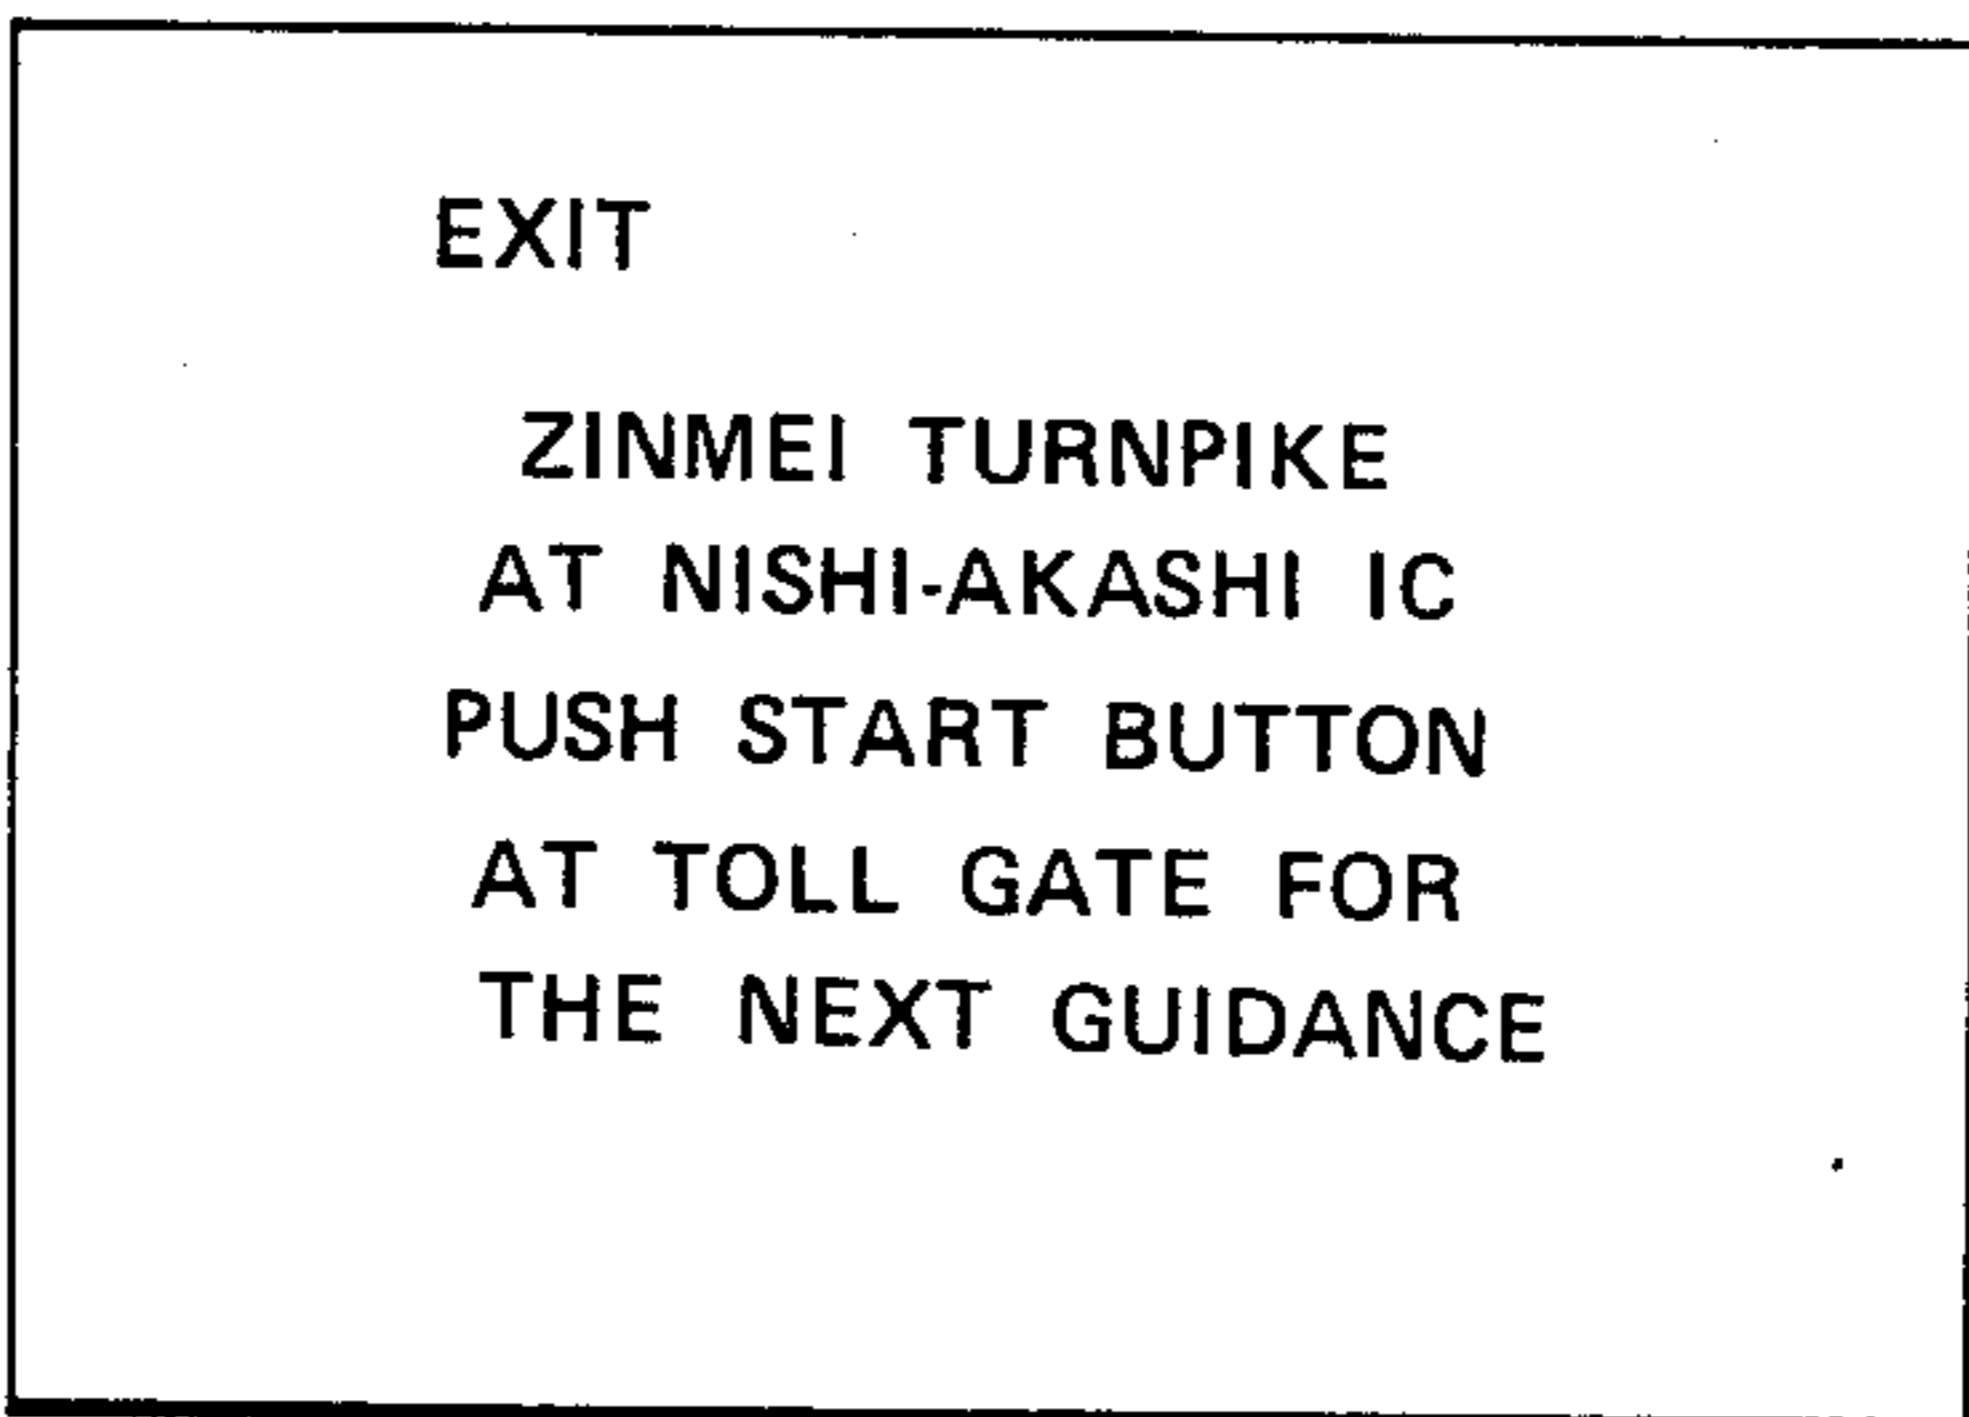 EXIT
ZINMEI TURNPIKE
AT NISHI-AKASHI IC
PUSH START BUTTON
AT TOLL GATE FOR
THE NEXT GUIDANCE